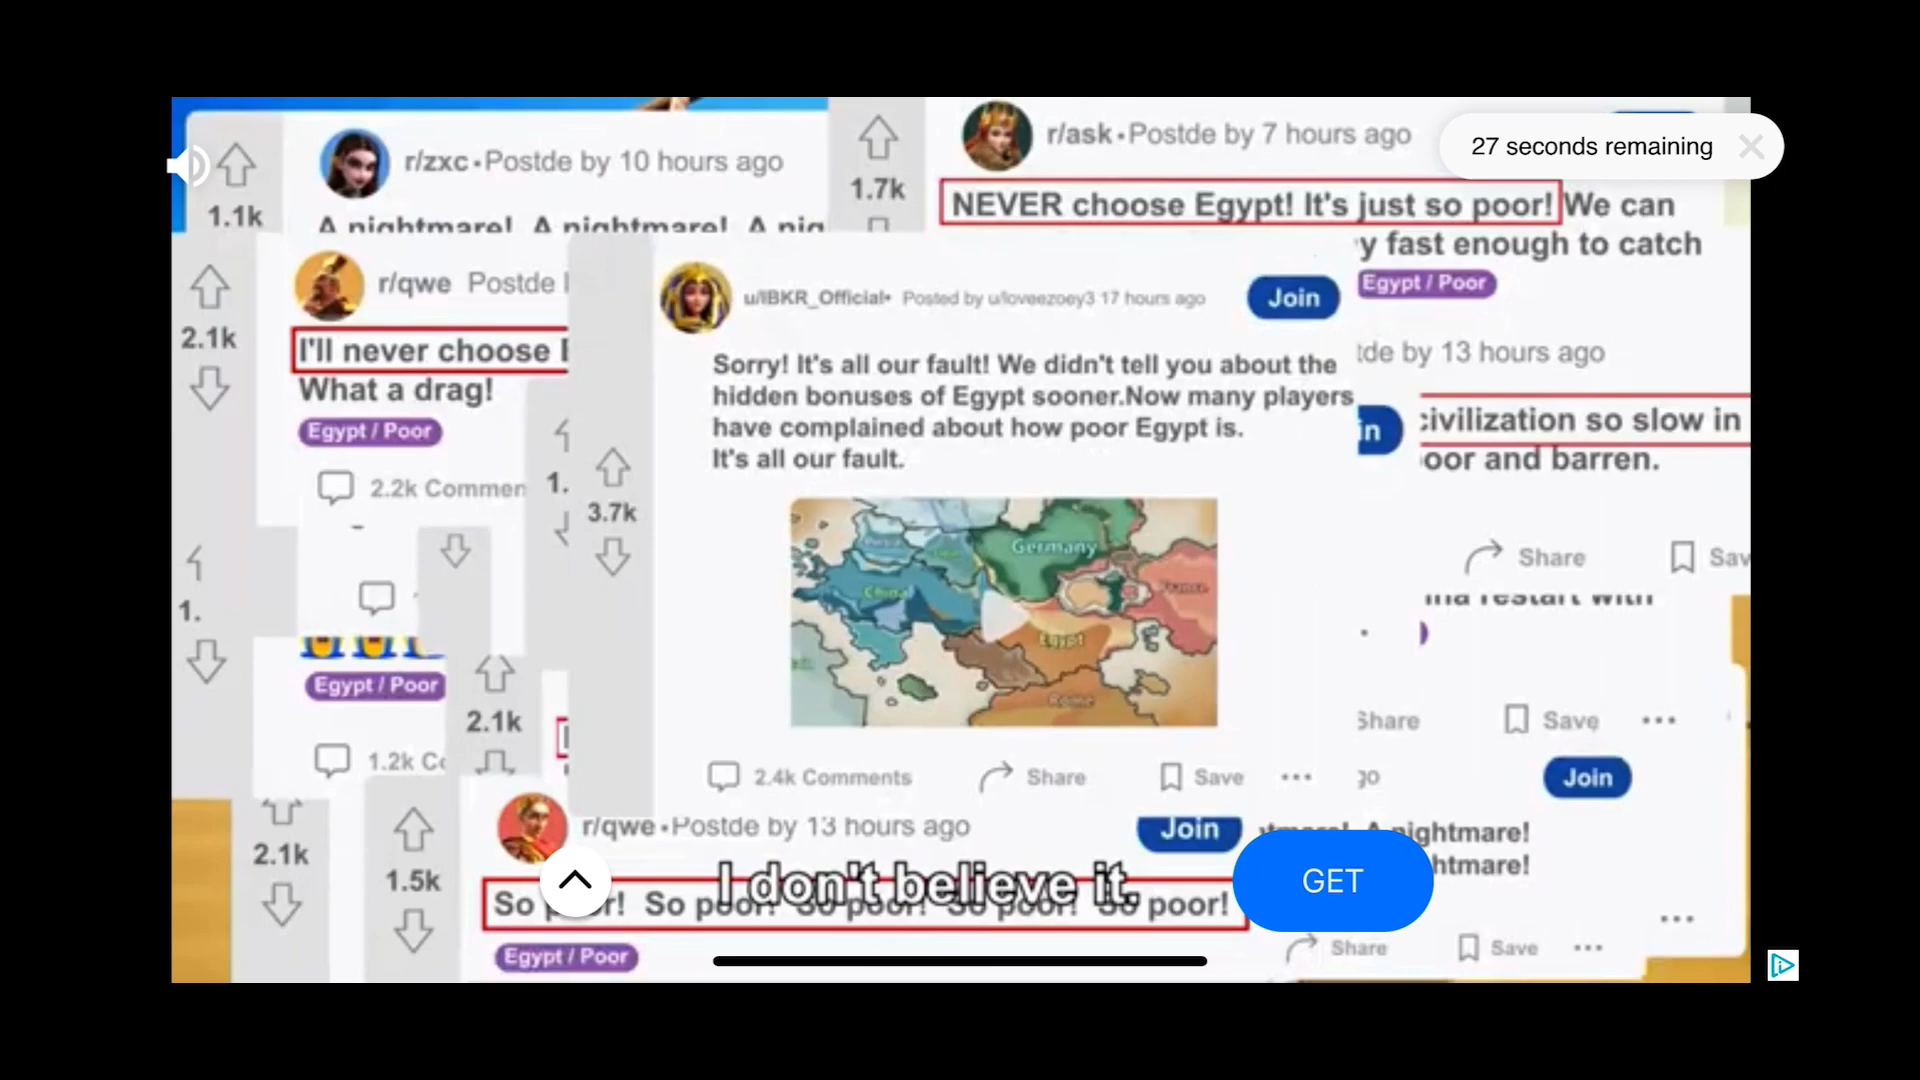 r/zxc • Postde by 10 hours ago
1.1k
A nightmare! A nightmare! A nig
r/ask • Postde by 7 hours ago
27 seconds remaining
1.7k
NEVER choose Egypt! It's just so poor! We can
y fast enough to catch
Egypt / Poor
r/qwe Postde
2.1k
I'll never choose
What a drag!
Egypt / Poor
2.2k Commen
u/IBKR_Official• Posted by u/loveezoey3 17 hours ago
Join
Sorry! It's all our fault! We didn't tell you about the
hidden bonuses of Egypt sooner.Now many players
have complained about how poor Egypt is.
It's all our fault.
3.7k
Germany
China
France
Egypt
Rome
2.4k Comments
Share
Save
tde by 13 hours ago
in
civilization so slow in
oor and barren.
Share
Sav
restart with
Share
Save
go
Join
1.
1.
Egypt / Poor
2.1k
1.2k Co
2.1k
1.5k
r/qwe • Postde by 13 hours ago
Join
nightmare!
htmare!
I don't believe it.
So poor! So poor! So poor! So poor! So poor!
GET
Egypt / Poor
Share
Save